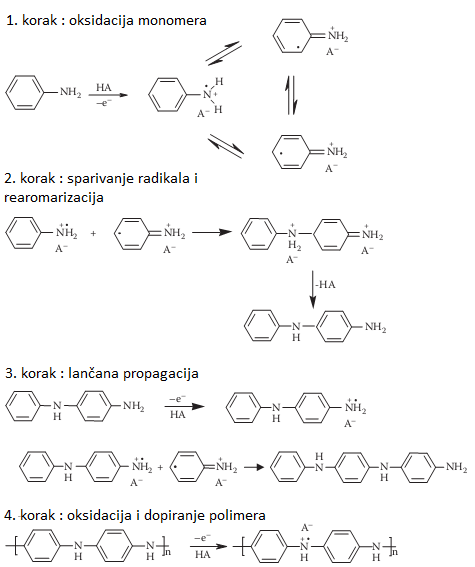 1. korak : oksidacija monomera
NH₂
HA
−e⁻
H
N+
A⁻ H
+
NH₂
A⁻
+
NH₂
A⁻
2. korak : sparivanje radikala i
rearomarizacija
+•
NH₂
A⁻
+
+
NH₂
A⁻
+
N
H₂
A⁻
+
NH₂
A⁻
-HA
N
H
NH₂
3. korak : lančana propagacija
N
H
NH₂
−e⁻
HA
N
H
+•
NH₂
A⁻
N
H
+•
NH₂
A⁻
+
+
NH₂
A⁻
H
N
N
H
NH₂
4. korak : oksidacija i dopiranje polimera
N
H
N
H
n
−e⁻
HA
A⁻
+•
N
H
N
H
n